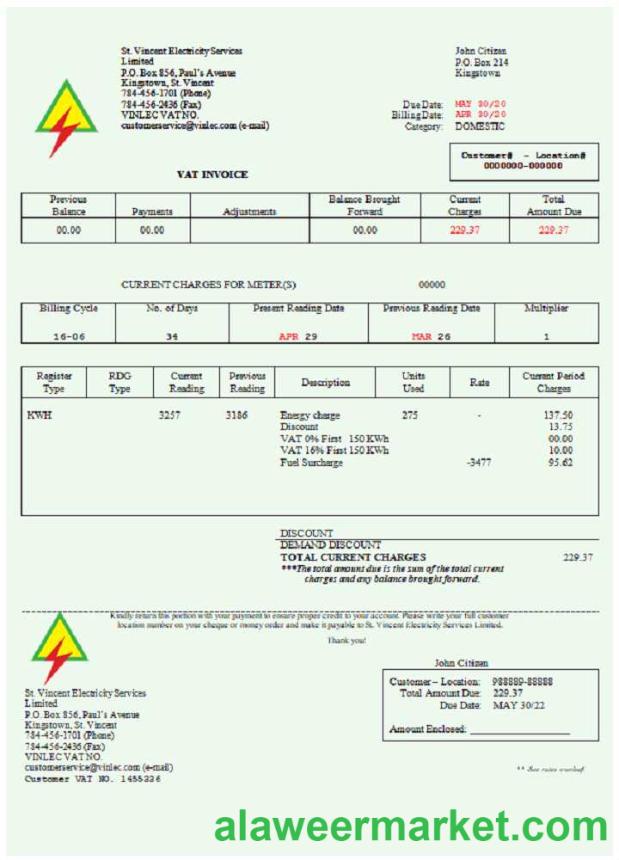 St. Vincent Electricity Services
Limited
P.O. Box 856, Paul's Avenue
Kingstown, St. Vincent
784-456-1701 (Phone)
784-456-2436 (Fax)
VINLEC VAT NO.
customerservice@vinlec.com (e-mail)
John Citizen
P.O. Box 214
Kingstown
Due Date: MAY 30/20
Billing Date: APR 30/20
Category: DOMESTIC
Customer# - Location#
0000000-000000
VAT INVOICE
Previous Balance Payments Adjustments Balance Brought Forward Current Charges Total Amount Due
00.00 00.00 00.00 229.37 229.37
CURRENT CHARGES FOR METER(S) 00000
Billing Cycle No. of Days Present Reading Date Previous Reading Date Multiplier
16-06 34 APR 29 MAR 26 1
Register Type RDG Type Current Reading Previous Reading Description Units Used Rate Current Period Charges
KWH 3257 3186 Energy charge 275 - 137.50
Discount 13.75
VAT 0% First 150 KWh 00.00
VAT 16% First 150 KWh 10.00
Fuel Surcharge -3477 95.62
DISCOUNT
DEMAND DISCOUNT
TOTAL CURRENT CHARGES 229.37
***The total amount due is the sum of the total current
charges and any balance brought forward.
Kindly return this portion with your payment to ensure proper credit to your account. Please write your full customer
location number on your cheque or money order and make it payable to St. Vincent Electricity Services Limited.
Thank you!
St. Vincent Electricity Services
Limited
P.O. Box 856, Paul's Avenue
Kingstown, St. Vincent
784-456-1701 (Phone)
784-456-2436 (Fax)
VINLEC VAT NO.
customerservice@vinlec.com (e-mail)
Customer VAT NO. 1455336
John Citizen
Customer – Location: 988889-88888
Total Amount Due: 229.37
Due Date: MAY 30/22
Amount Enclosed:
** See rates overleaf
alaweermarket.com